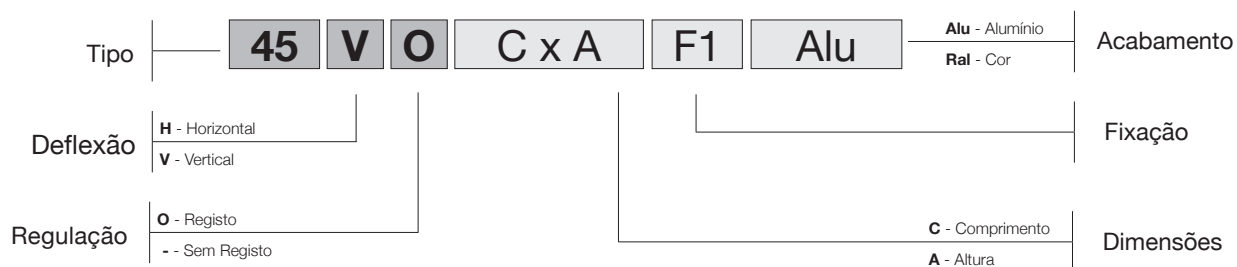 Tipo
45 V O C x A F1 Alu
Alu - Alumínio
Ral - Cor
Acabamento
Deflexão
H - Horizontal
V - Vertical
Fixação
Regulação
O - Registo
- - Sem Registo
C - Comprimento
A - Altura
Dimensões